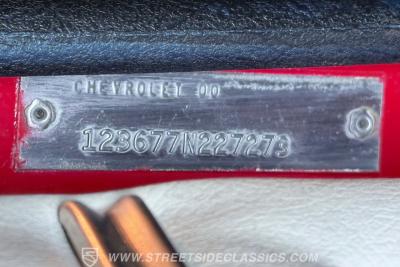 CHEVROLET 00
123677N227273
WWW.STREETSIDECLASSICS.COM